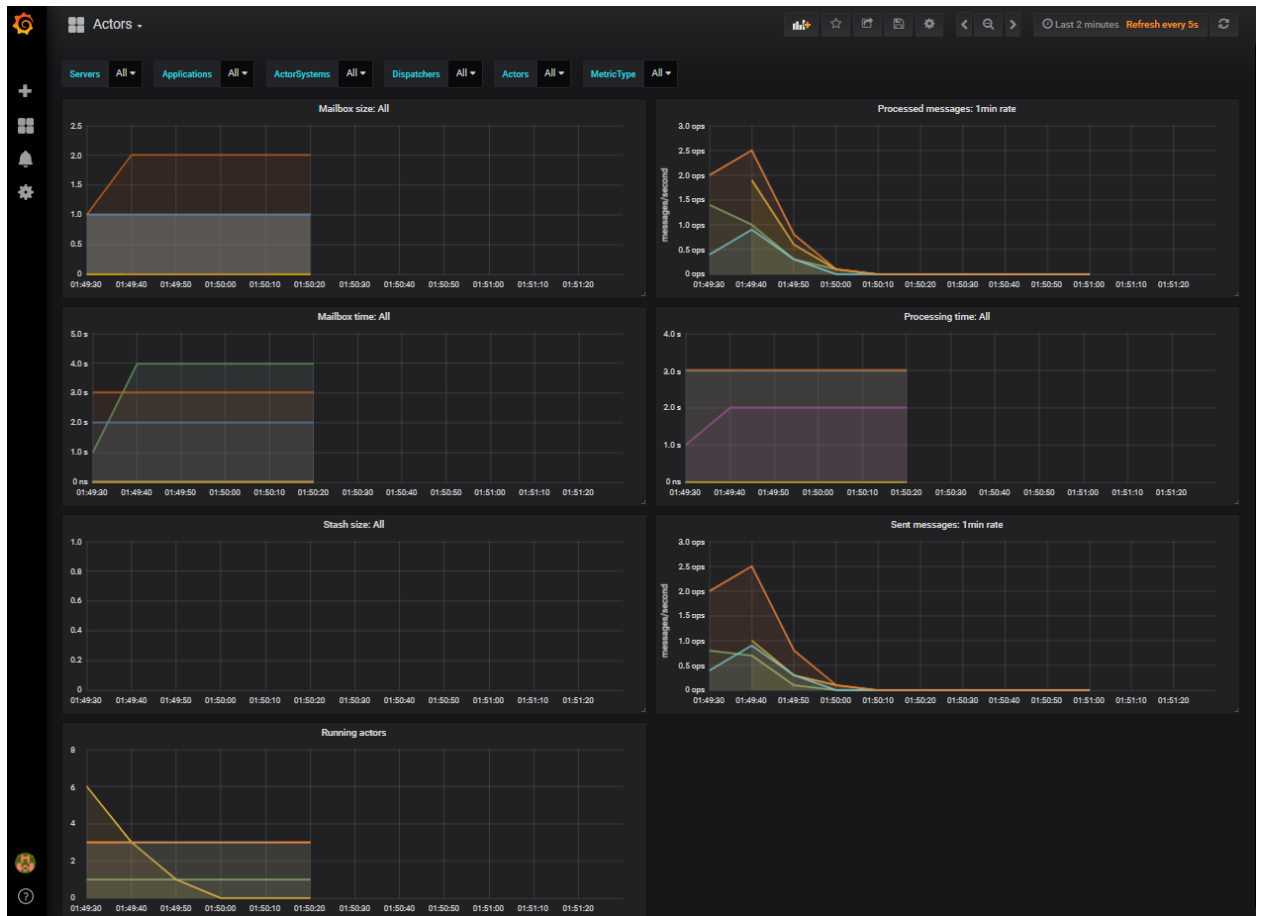 Actors
Last 2 minutes Refresh every 5s
Servers All Applications All ActorSystems All Dispatchers All Actors All MetricType All
Mailbox size: All
2.5
2.0
1.5
1.0
0.5
0
01:49:30 01:49:40 01:49:50 01:50:00 01:50:10 01:50:20 01:50:30 01:50:40 01:50:50 01:51:00 01:51:10 01:51:20
Processed messages: 1min rate
messages/second
3.0 ops
2.5 ops
2.0 ops
1.5 ops
1.0 ops
0.5 ops
0 ops
01:49:30 01:49:40 01:49:50 01:50:00 01:50:10 01:50:20 01:50:30 01:50:40 01:50:50 01:51:00 01:51:10 01:51:20
Mailbox time: All
5.0 s
4.0 s
3.0 s
2.0 s
1.0 s
0 ns
01:49:30 01:49:40 01:49:50 01:50:00 01:50:10 01:50:20 01:50:30 01:50:40 01:50:50 01:51:00 01:51:10 01:51:20
Processing time: All
4.0 s
3.0 s
2.0 s
1.0 s
0 ns
01:49:30 01:49:40 01:49:50 01:50:00 01:50:10 01:50:20 01:50:30 01:50:40 01:50:50 01:51:00 01:51:10 01:51:20
Stash size: All
1.0
0.8
0.6
0.4
0.2
0
01:49:30 01:49:40 01:49:50 01:50:00 01:50:10 01:50:20 01:50:30 01:50:40 01:50:50 01:51:00 01:51:10 01:51:20
Sent messages: 1min rate
messages/second
3.0 ops
2.5 ops
2.0 ops
1.5 ops
1.0 ops
0.5 ops
0 ops
01:49:30 01:49:40 01:49:50 01:50:00 01:50:10 01:50:20 01:50:30 01:50:40 01:50:50 01:51:00 01:51:10 01:51:20
Running actors
8
6
4
2
0
01:49:30 01:49:40 01:49:50 01:50:00 01:50:10 01:50:20 01:50:30 01:50:40 01:50:50 01:51:00 01:51:10 01:51:20